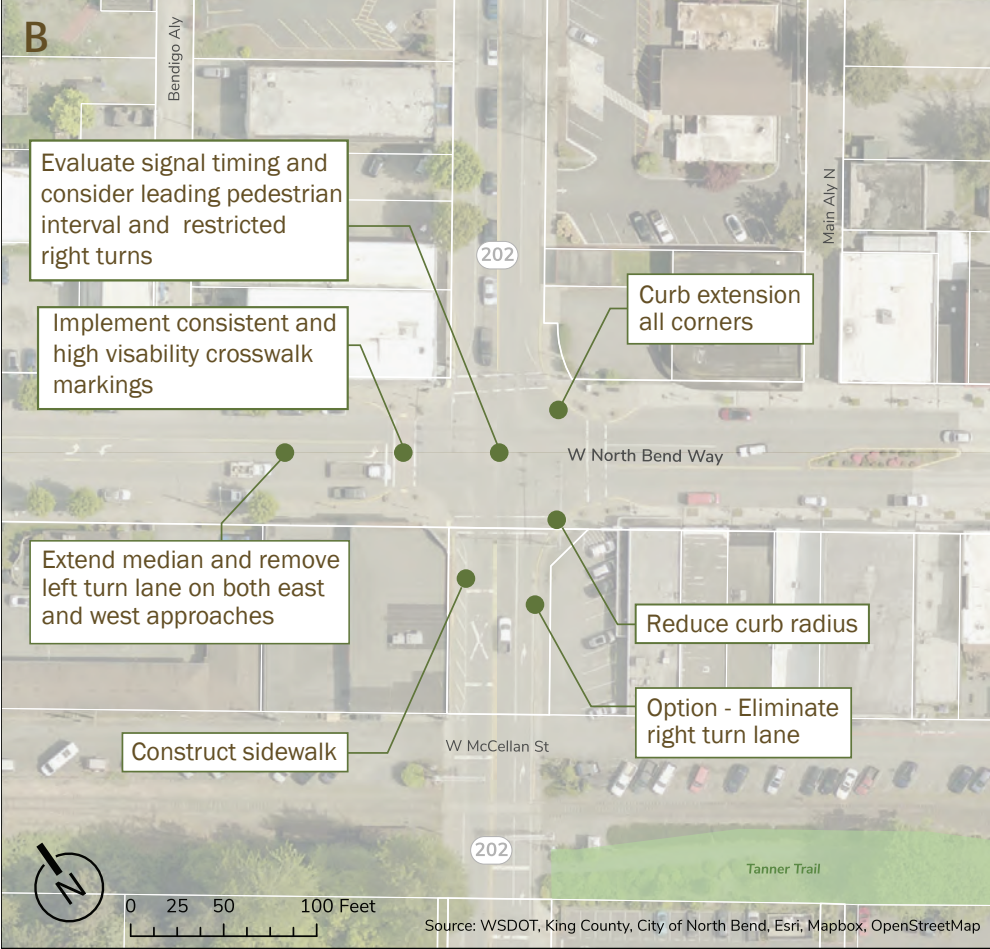 B
Bendigo Aly
Evaluate signal timing and
consider leading pedestrian
interval and restricted
right turns
Main Aly N
202
Curb extension
all corners
Implement consistent and
high visability crosswalk
markings
W North Bend Way
Extend median and remove
left turn lane on both east
and west approaches
Reduce curb radius
Option - Eliminate
right turn lane
Construct sidewalk
W McCellan St
202
Tanner Trail
N
0 25 50 100 Feet
Source: WSDOT, King County, City of North Bend, Esri, Mapbox, OpenStreetMap